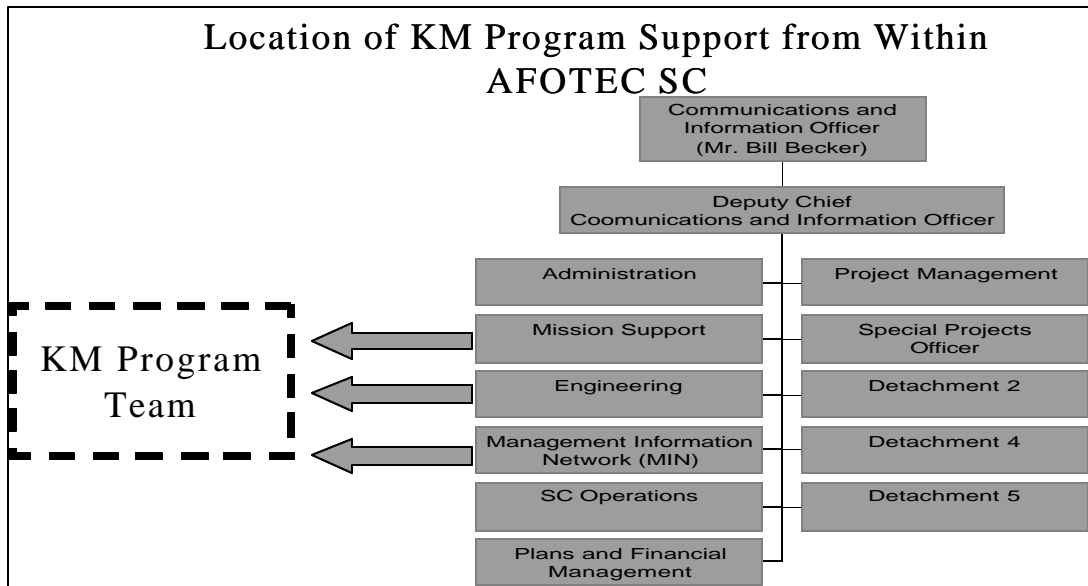 Location of KM Program Support from Within
AFOTEC SC
Communications and
Information Officer
(Mr. Bill Becker)
Deputy Chief
Coomunications and Information Officer
Administration
Project Management
KM Program
Team
Mission Support
Special Projects
Officer
Engineering
Detachment 2
Management Information
Network (MIN)
Detachment 4
SC Operations
Detachment 5
Plans and Financial
Management